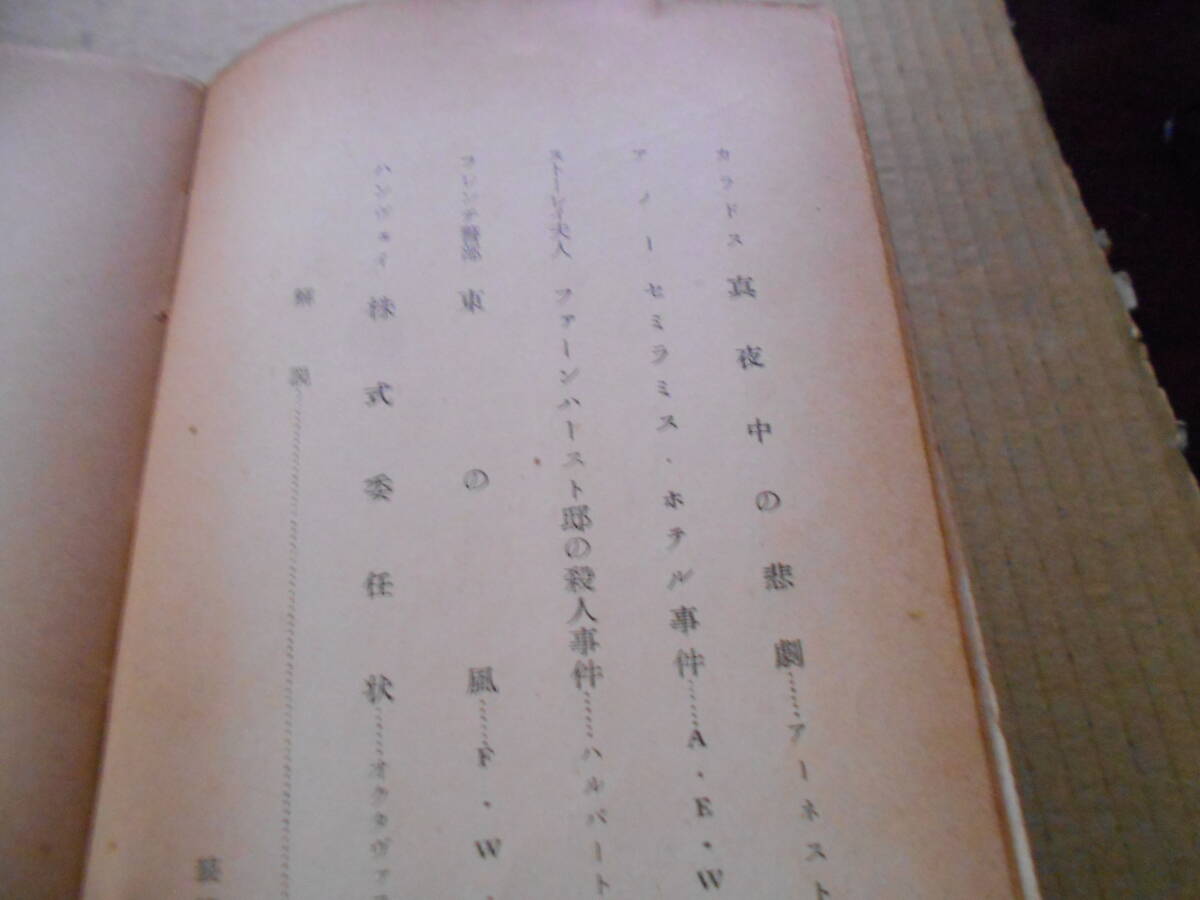 カラドス 真夜中の悲劇……アーネスト
アノー セミラミス・ホテル事件……A・E・W
ストーレイ夫人 ファーンハースト邸の殺人事件……ハルバート
フレンチ警部 東の風……F・W・
ハンヴェイ 株式委任状……オクタヴァス
解説……………………
装